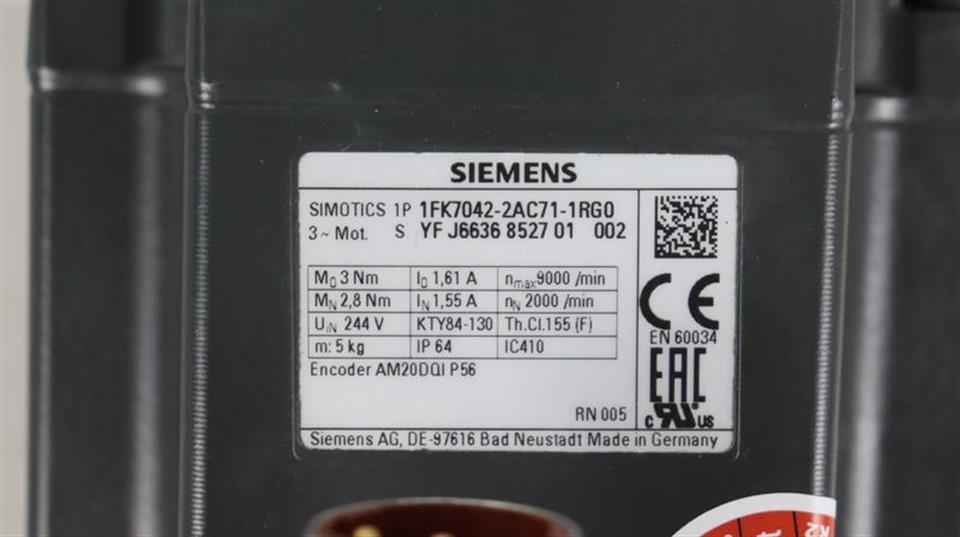 SIEMENS
SIMOTICS 1P 1FK7042-2AC71-1RG0
3~ Mot. S YF J6636 8527 01 002
M0 3 Nm I0 1,61 A nmax9000 /min
MN 2,8 Nm IN 1,55 A nN 2000 /min
UIN 244 V KTY84-130 Th.Cl.155 (F)
m: 5 kg IP 64 IC410
Encoder AM20DQI P56
CE
EN 60034
EAC
c RU US
RN 005
Siemens AG, DE-97616 Bad Neustadt Made in Germany